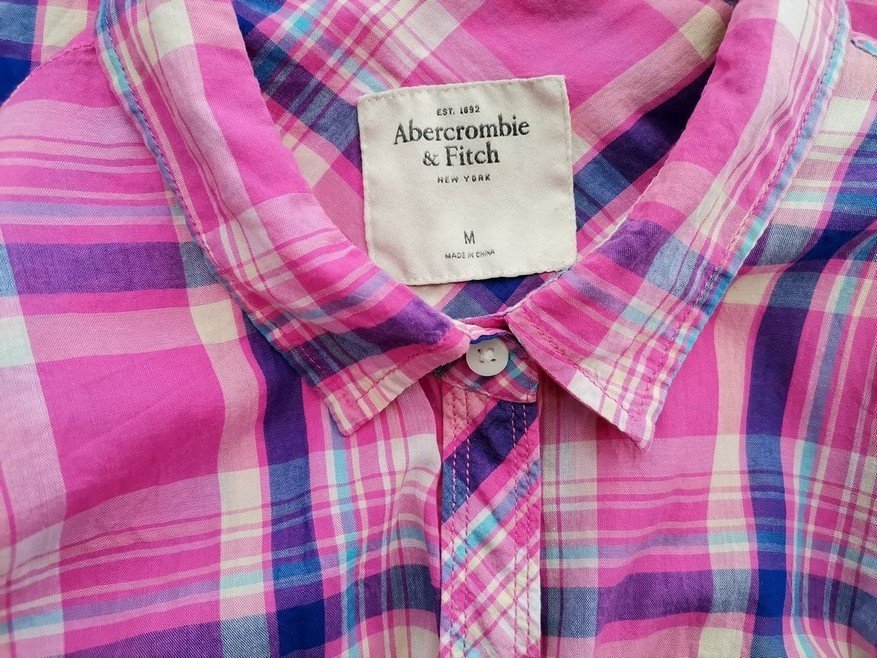 EST. 1892
Abercrombie
& Fitch
NEW YORK
M
MADE IN CHINA